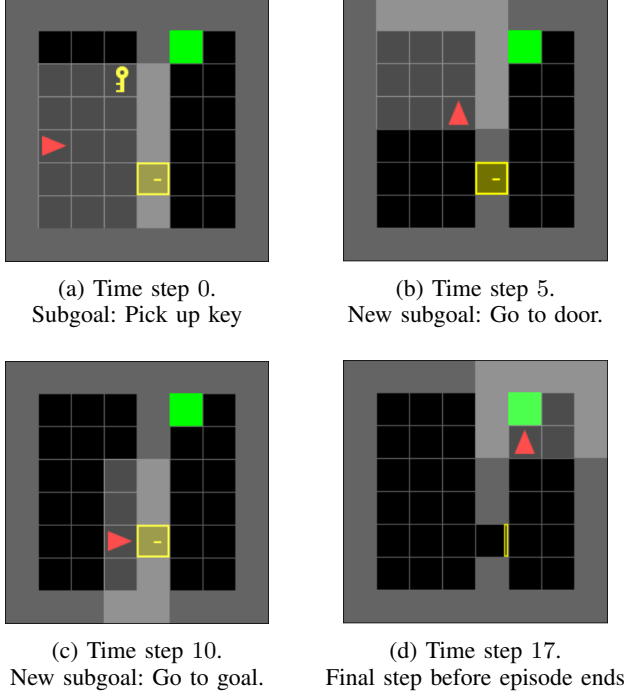 (a) Time step 0.
Subgoal: Pick up key
(b) Time step 5.
New subgoal: Go to door.
(c) Time step 10.
New subgoal: Go to goal.
(d) Time step 17.
Final step before episode ends